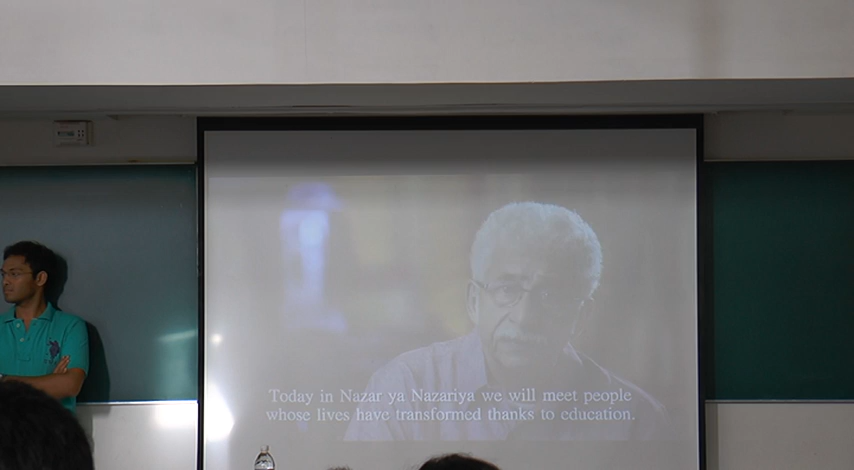 Today in Nazar ya Nazariya we will meet people
whose lives have transformed thanks to education.